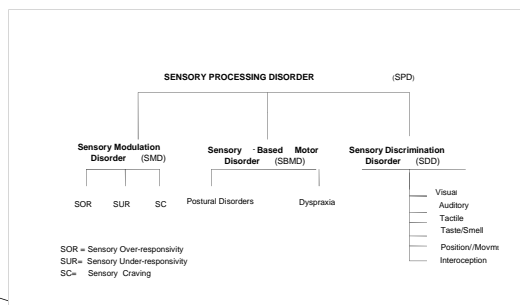 SENSORY PROCESSING DISORDER (SPD)
Sensory Modulation
Disorder (SMD)
Sensory - Based Motor
Disorder (SBMD)
Sensory Discrimination
Disorder (SDD)
SOR SUR SC
Postural Disorders Dyspraxia
Visual
Auditory
Tactile
Taste/Smell
Position//Movm
Interoception
SOR = Sensory Over-responsivity
SUR= Sensory Under-responsivity
SC= Sensory Craving